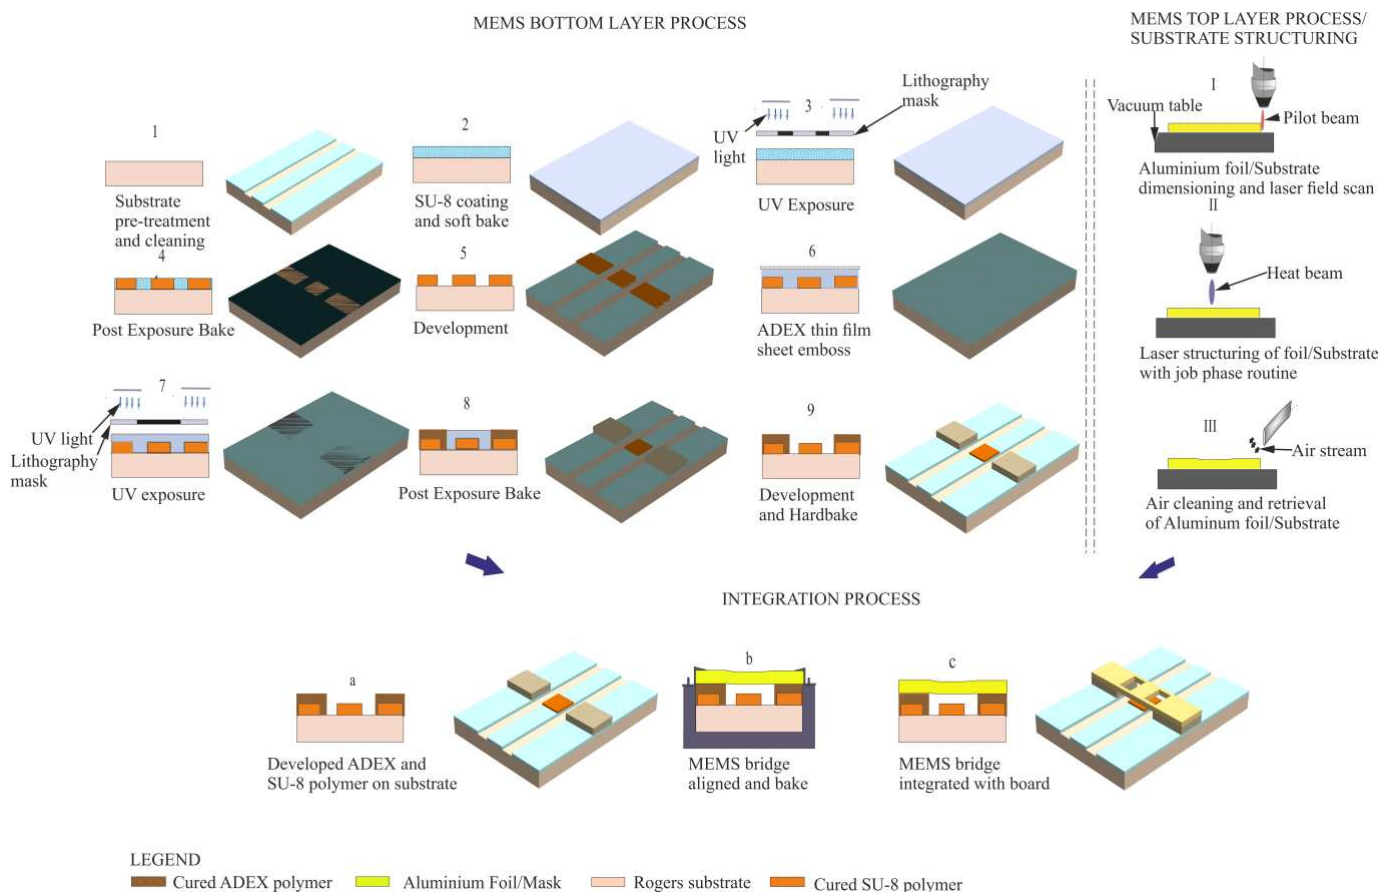 MEMS BOTTOM LAYER PROCESS
MEMS TOP LAYER PROCESS/
SUBSTRATE STRUCTURING
1
Substrate
pre-treatment
and cleaning
2
SU-8 coating
and soft bake
3
Lithography
mask
UV
light
UV Exposure
4
Post Exposure Bake
5
Development
6
ADEX thin film
sheet emboss
7
UV light
Lithography
mask
UV exposure
8
Post Exposure Bake
9
Development
and Hardbake
I
Vacuum table
Pilot beam
Aluminium foil/Substrate
dimensioning and laser field scan
II
Heat beam
Laser structuring of foil/Substrate
with job phase routine
III
Air stream
Air cleaning and retrieval
of Aluminum foil/Substrate
INTEGRATION PROCESS
a
Developed ADEX and
SU-8 polymer on substrate
b
MEMS bridge
aligned and bake
c
MEMS bridge
integrated with board
LEGEND
Cured ADEX polymer
Aluminium Foil/Mask
Rogers substrate
Cured SU-8 polymer